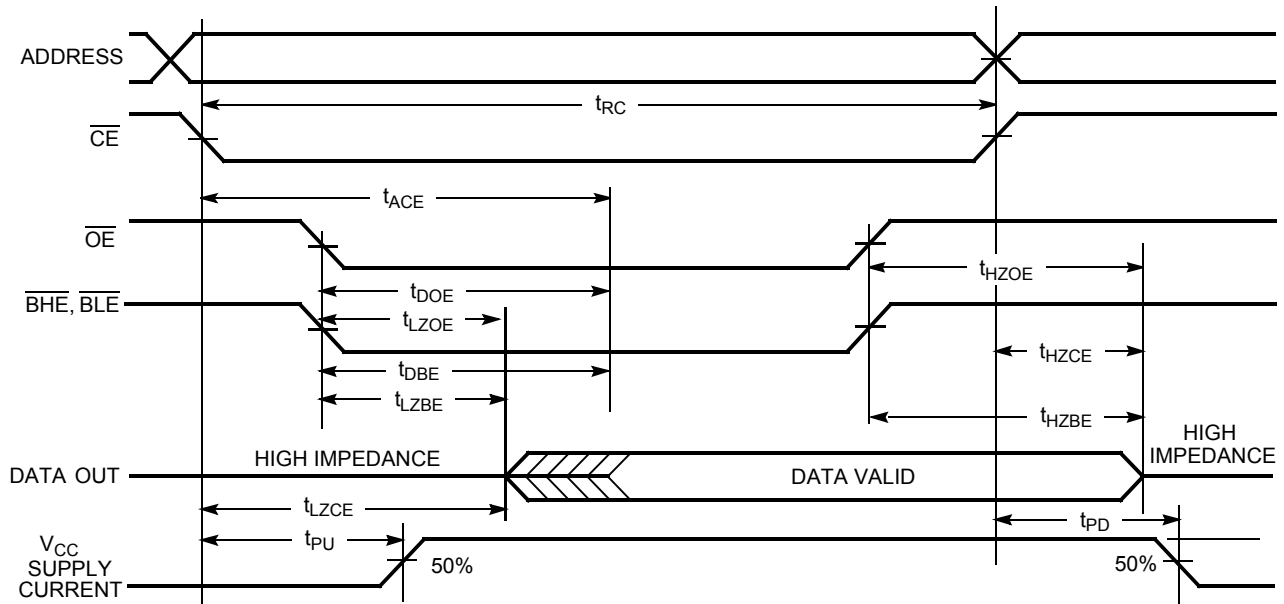 ADDRESS
tRC
CE
tACE
OE
tHZOE
tDOE
BHE, BLE
tLZOE
tHZCE
tDBE
tLZBE
tHZBE
HIGH
IMPEDANCE
HIGH IMPEDANCE
DATA OUT
DATA VALID
tLZCE
tPD
tPU
VCC
SUPPLY
CURRENT
50%
50%